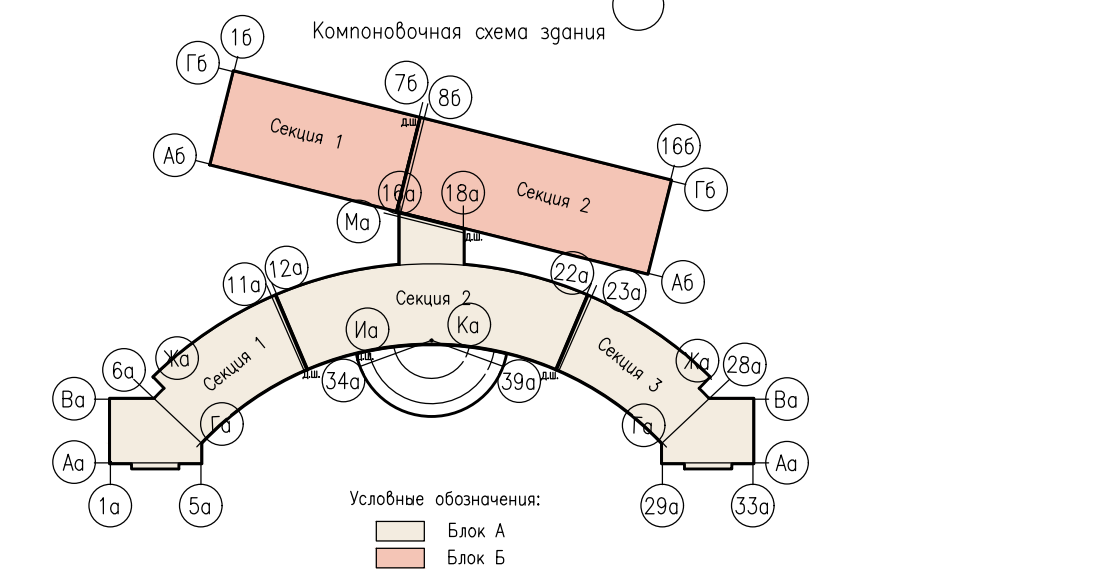 Компоновочная схема здания
1б
Гб
7б
8б
д.ш.
Секция 1
16б
Аб
Гб
16а
18а
Секция 2
Ма
д.ш.
12а
22а
11а
23а
Аб
Секция 2
Иа
Ка
Жа
Секция 1
Секция 3
Жа
6а
28а
д.ш.
д.ш.
34а
39а
д.ш.
Ва
Ва
Га
Га
Аа
Аа
1а
5а
29а
33а
Условные обозначения:
Блок А
Блок Б